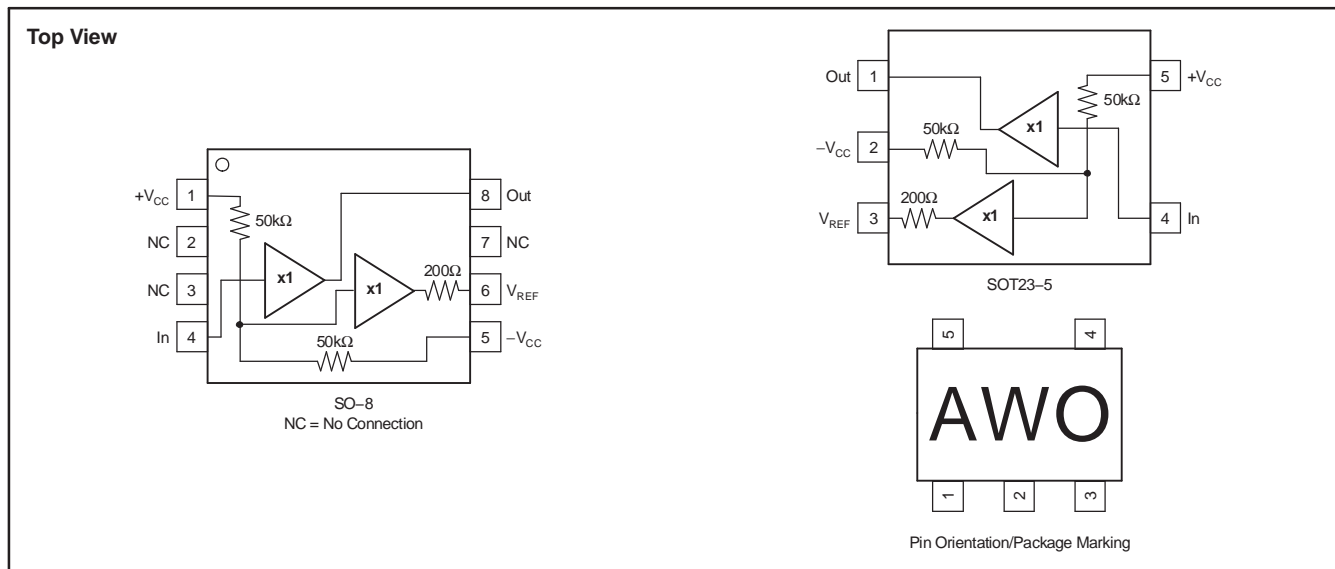 Top View
+VCC 1
NC 2
NC 3
In 4
50kΩ
x1
x1
200Ω
50kΩ
8 Out
7 NC
6 VREF
5 −VCC
SO−8
NC = No Connection
Out 1
−VCC 2
VREF 3
50kΩ
200Ω
x1
x1
50kΩ
5 +VCC
4 In
SOT23−5
5
4
AWO
1
2
3
Pin Orientation/Package Marking